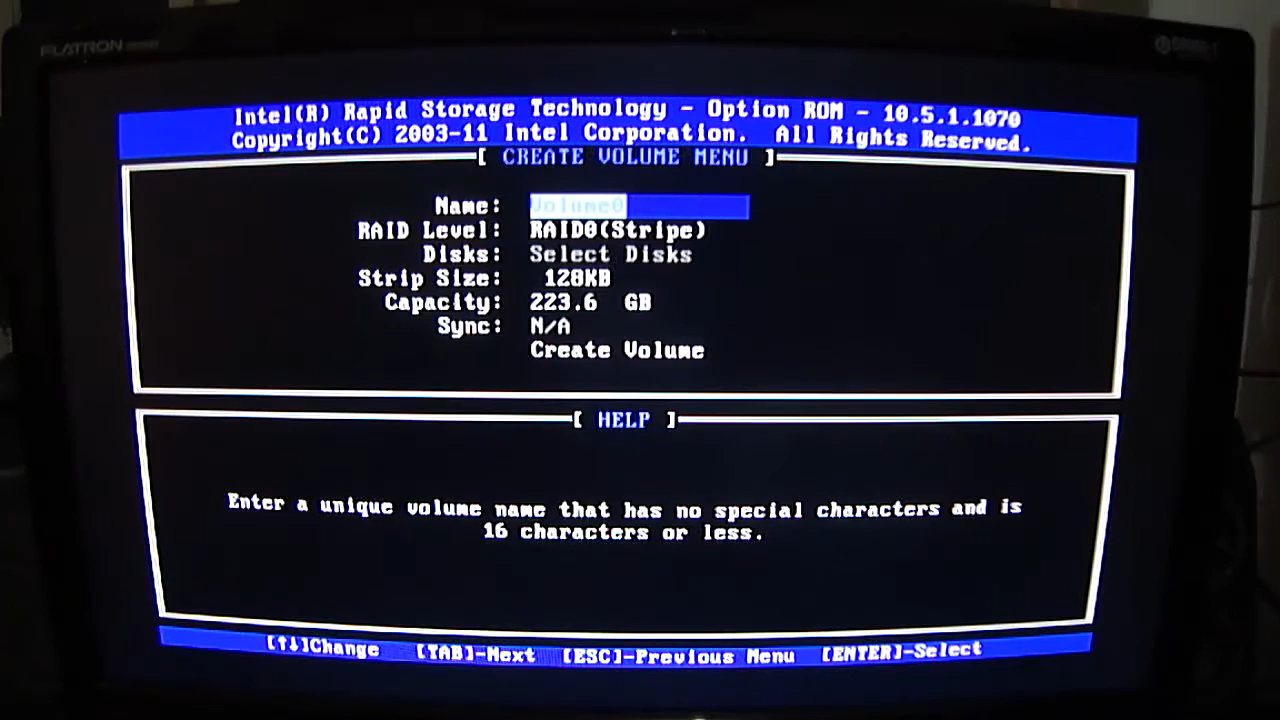 FLATRON
Intel(R) Rapid Storage Technology - Option ROM - 10.5.1.1070
Copyright(C) 2003-11 Intel Corporation. All Rights Reserved.
[ CREATE VOLUME MENU ]
Name: Volume0
RAID Level: RAID0(Stripe)
Disks: Select Disks
Strip Size: 128KB
Capacity: 223.6 GB
Sync: N/A
Create Volume
[ HELP ]
Enter a unique volume name that has no special characters and is
16 characters or less.
[↑↓]Change [TAB]-Next [ESC]-Previous Menu [ENTER]-Select